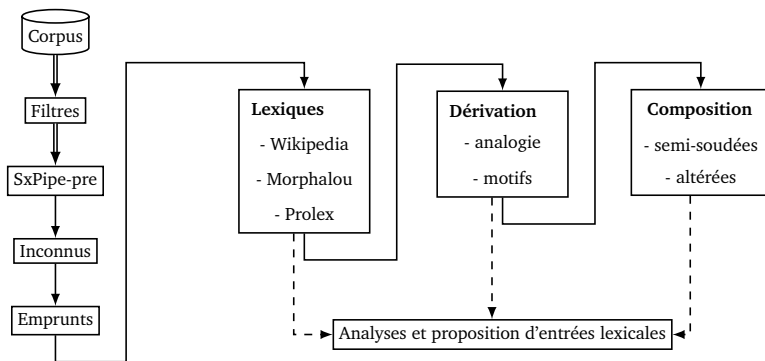 Corpus
Filtres
SxPipe-pre
Inconnus
Emprunts
Lexiques
- Wikipedia
- Morphalou
- Prolex
Dérivation
- analogie
- motifs
Composition
- semi-soudées
- altérées
Analyses et proposition d'entrées lexicales